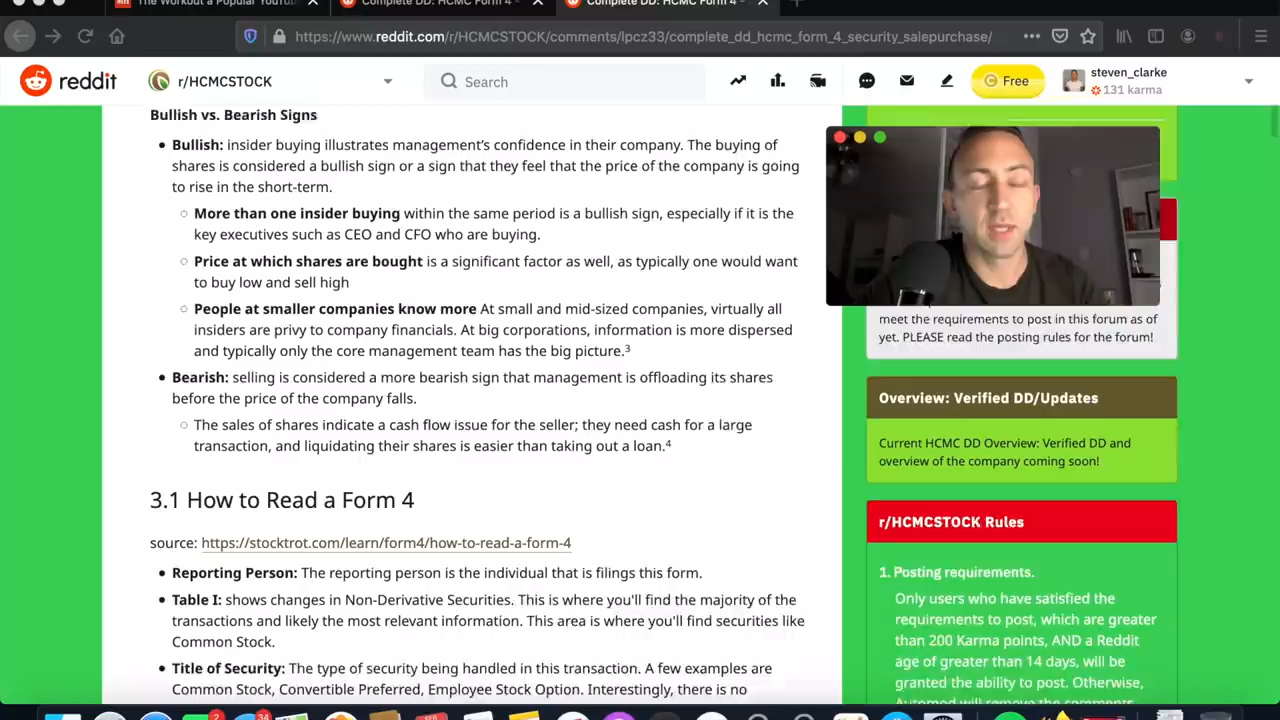 The Workout a Popular YouTub
Complete DD: HCMC Form 4 -
Complete DD: HCMC Form 4 -
https://www.reddit.com/r/HCMCSTOCK/comments/lpcz33/complete_dd_hcmc_form_4_security_salepurchase/
reddit
r/HCMCSTOCK
Search
Free
steven_clarke
131 karma
Bullish vs. Bearish Signs
• Bullish: insider buying illustrates management's confidence in their company. The buying of
shares is considered a bullish sign or a sign that they feel that the price of the company is going
to rise in the short-term.
○ More than one insider buying within the same period is a bullish sign, especially if it is the
key executives such as CEO and CFO who are buying.
○ Price at which shares are bought is a significant factor as well, as typically one would want
to buy low and sell high
○ People at smaller companies know more At small and mid-sized companies, virtually all
insiders are privy to company financials. At big corporations, information is more dispersed
and typically only the core management team has the big picture.³
• Bearish: selling is considered a more bearish sign that management is offloading its shares
before the price of the company falls.
○ The sales of shares indicate a cash flow issue for the seller; they need cash for a large
transaction, and liquidating their shares is easier than taking out a loan.⁴
3.1 How to Read a Form 4
source: https://stocktrot.com/learn/form4/how-to-read-a-form-4
• Reporting Person: The reporting person is the individual that is filings this form.
• Table I: shows changes in Non-Derivative Securities. This is where you'll find the majority of the
transactions and likely the most relevant information. This area is where you'll find securities like
Common Stock.
• Title of Security: The type of security being handled in this transaction. A few examples are
Common Stock, Convertible Preferred, Employee Stock Option. Interestingly, there is no
meet the requirements to post in this forum as of
yet. PLEASE read the posting rules for the forum!
Overview: Verified DD/Updates
Current HCMC DD Overview: Verified DD and
overview of the company coming soon!
r/HCMCSTOCK Rules
1. Posting requirements.
Only users who have satisfied the
requirements to post, which are greater
than 200 Karma points, AND a Reddit
age of greater than 14 days, will be
granted the ability to post. Otherwise,
Automod will remove the comments
2
34